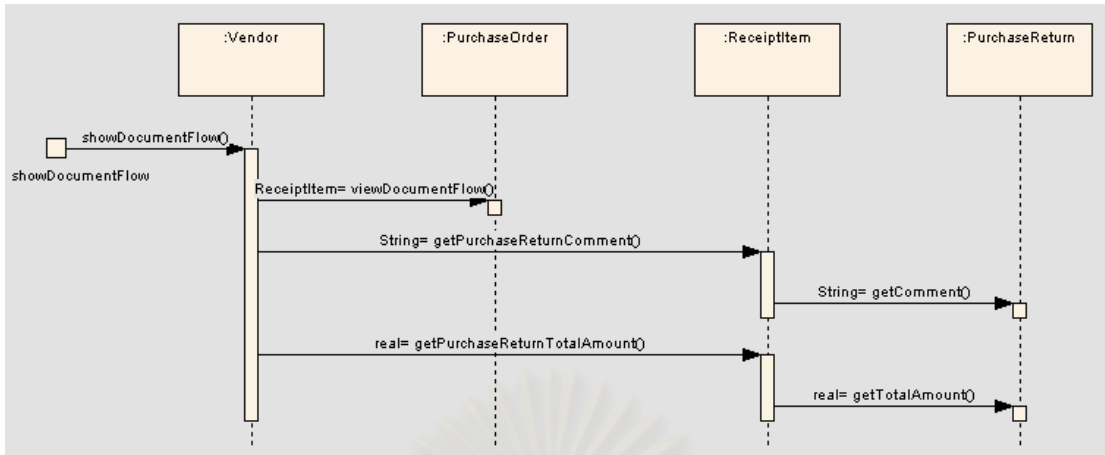 :Vendor
:PurchaseOrder
:ReceiptItem
:PurchaseReturn
showDocumentFlow()
showDocumentFlow
ReceiptItem= viewDocumentFlow()
String= getPurchaseReturnComment()
String= getComment()
real= getPurchaseReturnTotalAmount()
real= getTotalAmount()